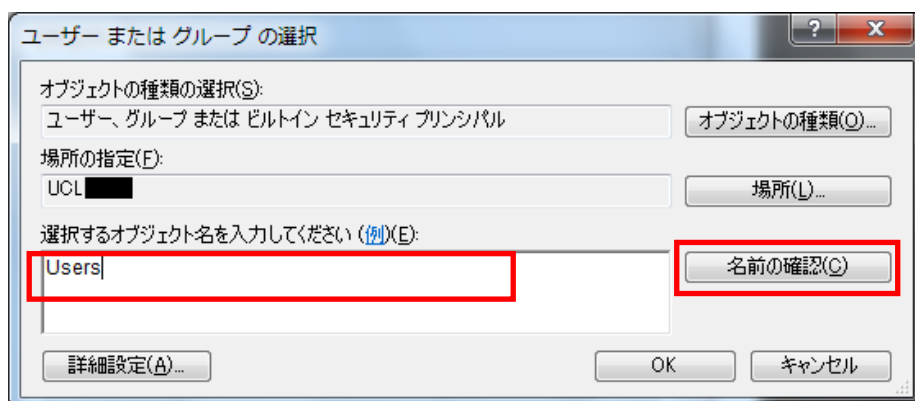 ユーザー または グループ の選択
オブジェクトの種類の選択(S):
ユーザー、グループ または ビルトイン セキュリティ プリンシパル
オブジェクトの種類(O)...
場所の指定(F):
UCL
場所(L)...
選択するオブジェクト名を入力してください (例)(E):
Users
名前の確認(C)
詳細設定(A)...
OK
キャンセル